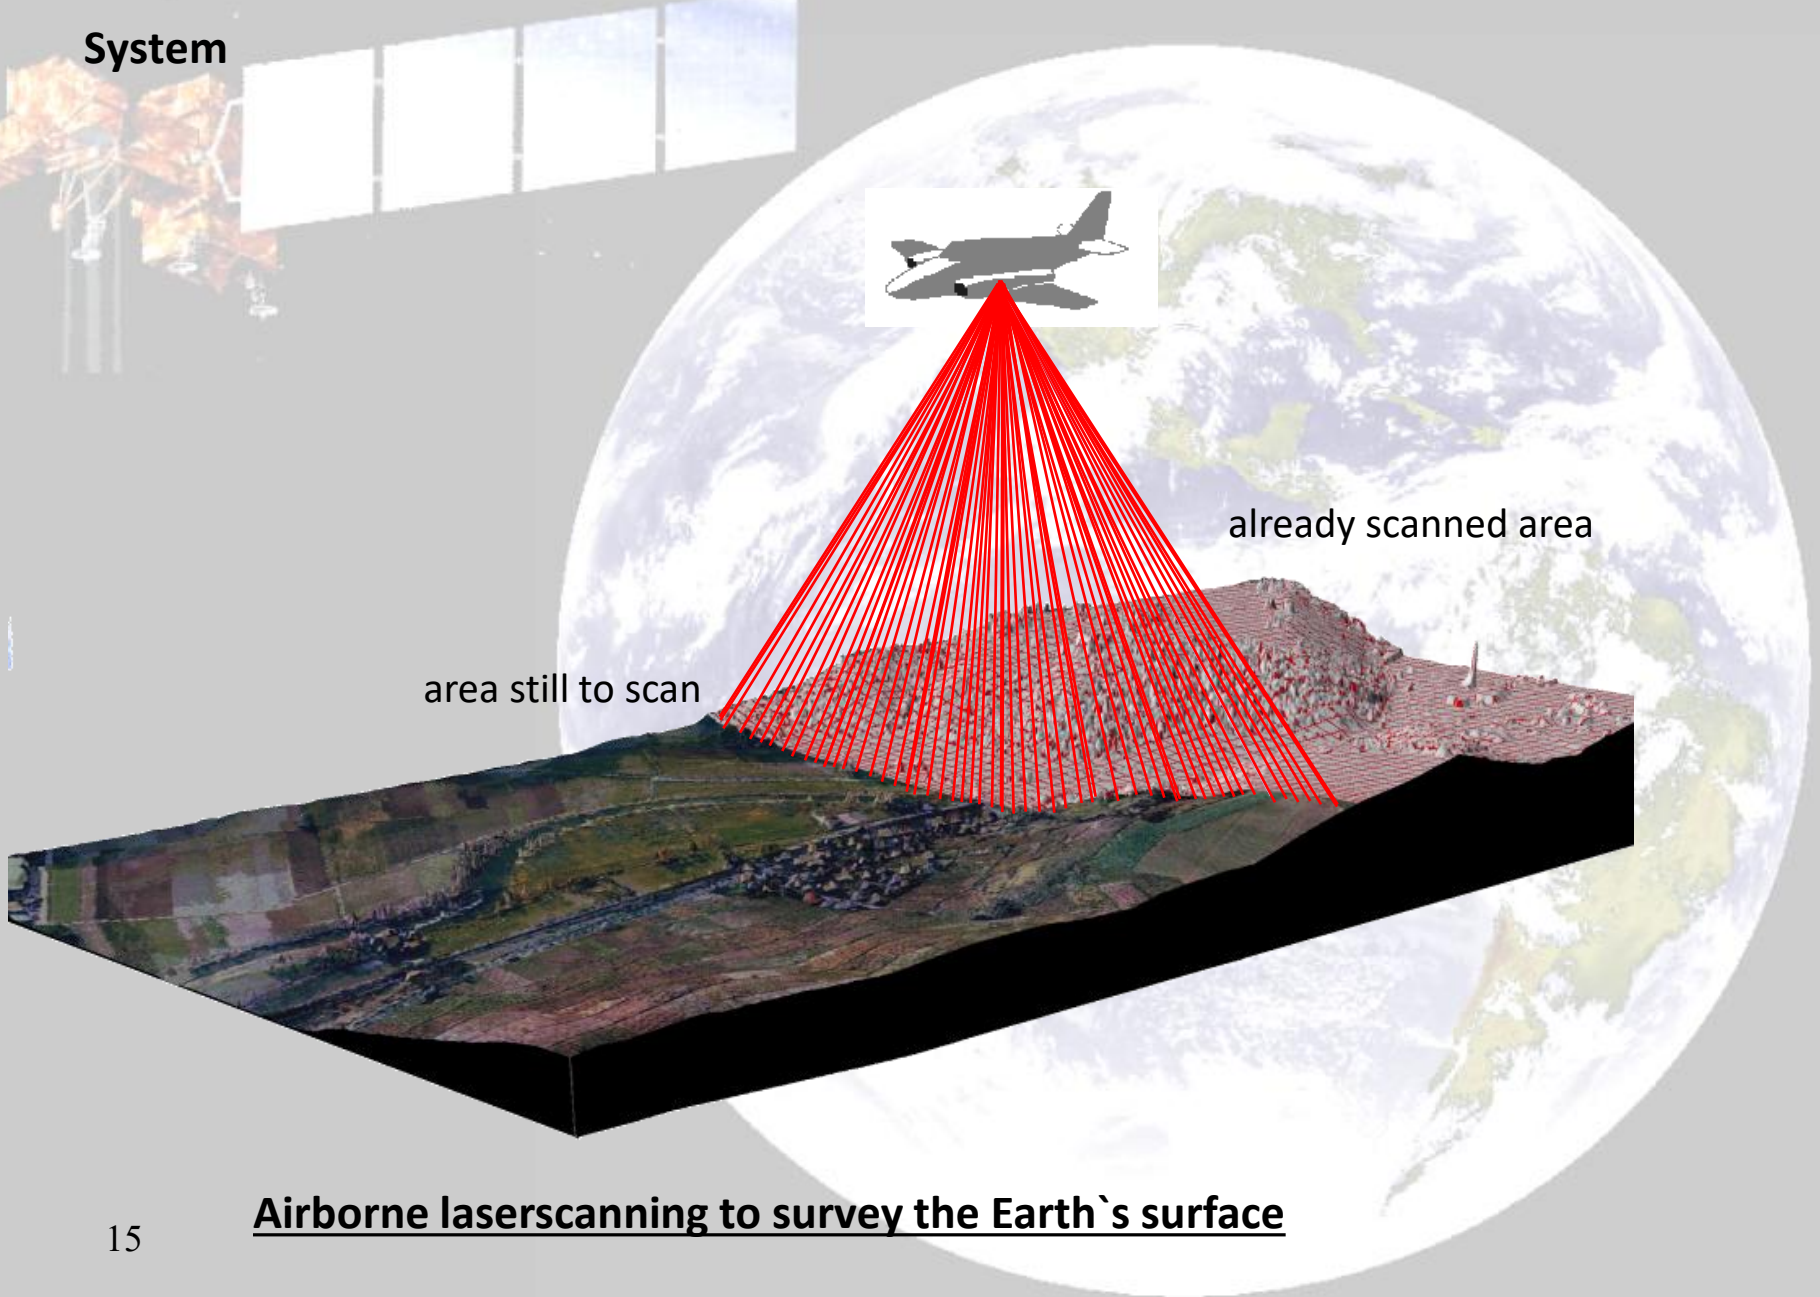 System
already scanned area
area still to scan
Airborne laserscanning to survey the Earth`s surface
15